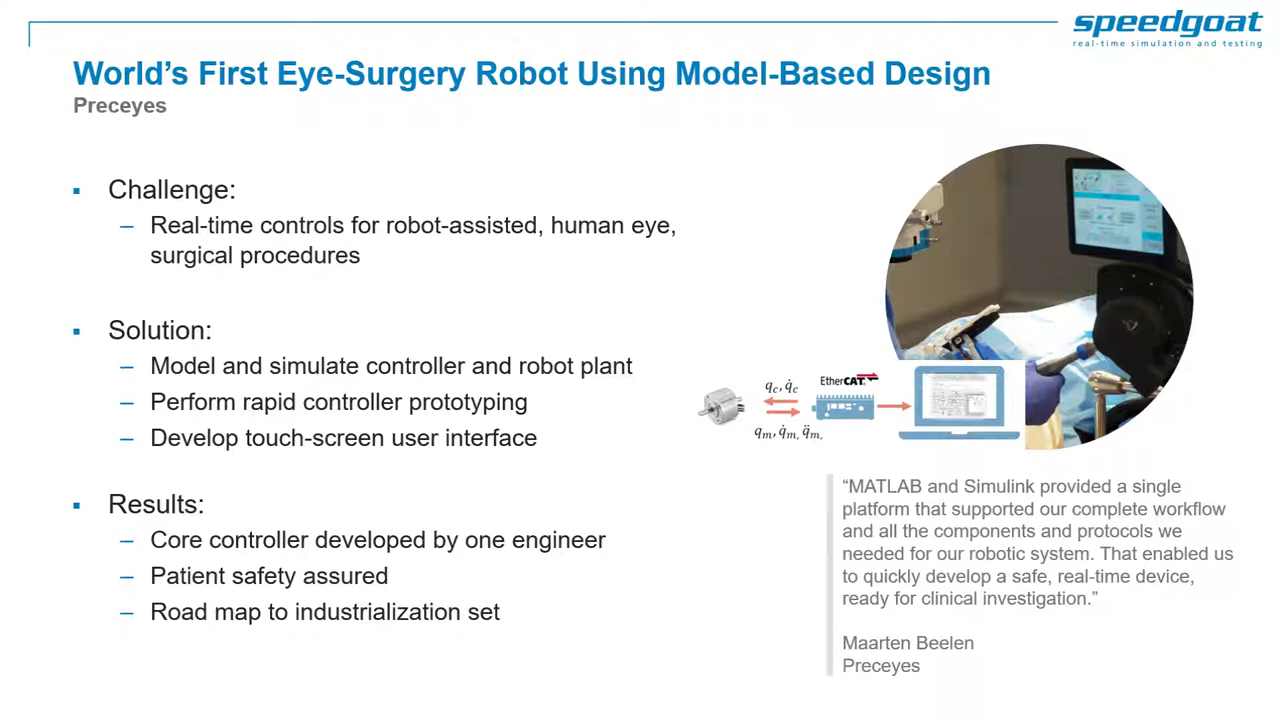 speedgoat
real-time simulation and testing
World's First Eye-Surgery Robot Using Model-Based Design
Preceyes
▪ Challenge:
– Real-time controls for robot-assisted, human eye,
surgical procedures
▪ Solution:
– Model and simulate controller and robot plant
– Perform rapid controller prototyping
– Develop touch-screen user interface
▪ Results:
– Core controller developed by one engineer
– Patient safety assured
– Road map to industrialization set
q_c, q̇_c
EtherCAT
q_m, q̇_m, q̈_m,
“MATLAB and Simulink provided a single
platform that supported our complete workflow
and all the components and protocols we
needed for our robotic system. That enabled us
to quickly develop a safe, real-time device,
ready for clinical investigation.”
Maarten Beelen
Preceyes